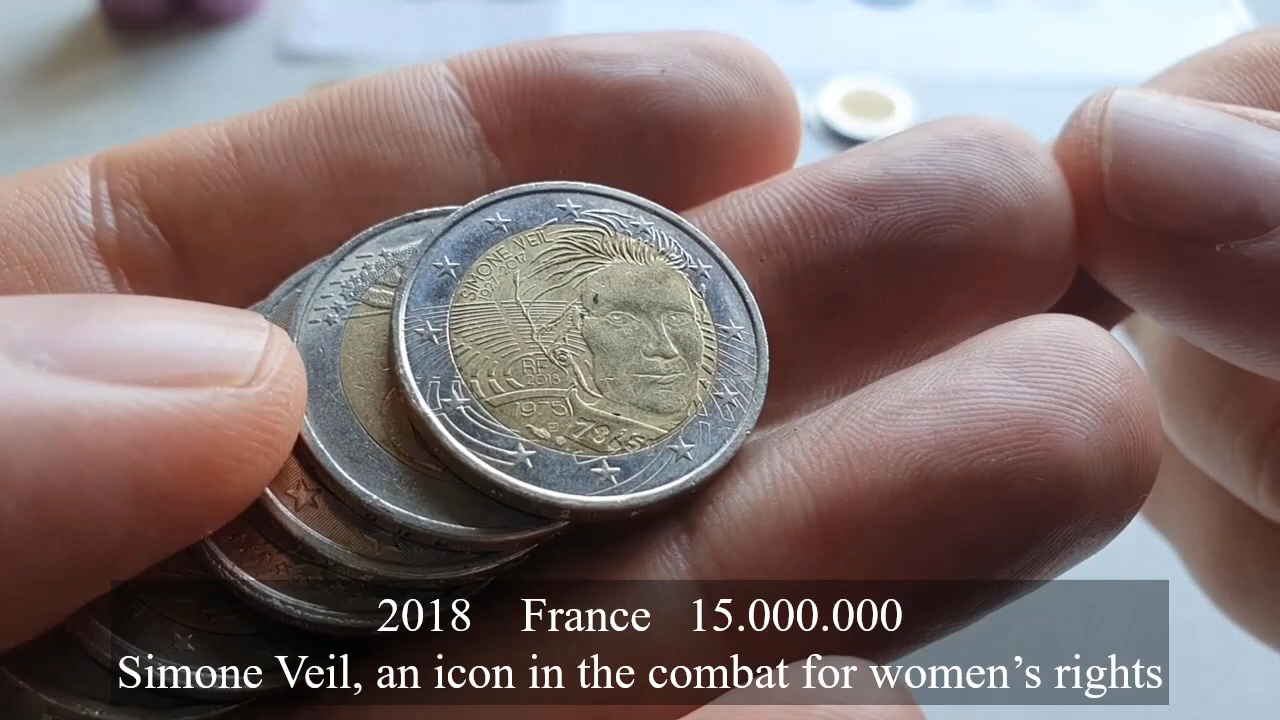 SIMONE VEIL
1927-2017
RF
2018
1975
7865
2018 France 15.000.000
Simone Veil, an icon in the combat for women’s rights